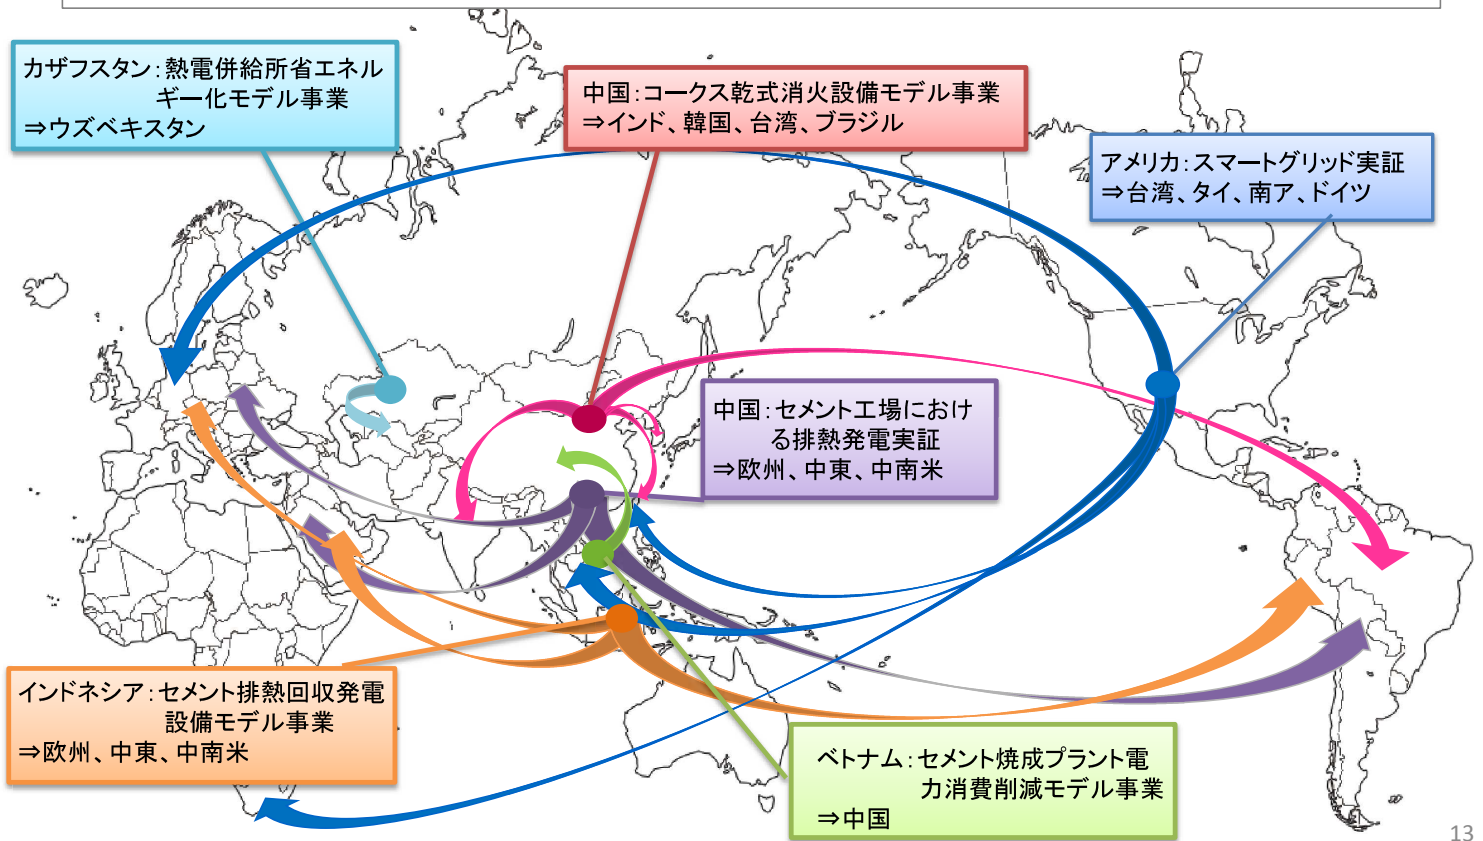 カザフスタン：熱電併給所省エネル
ギー化モデル事業
⇒ウズベキスタン
中国：コークス乾式消火設備モデル事業
⇒インド、韓国、台湾、ブラジル
アメリカ：スマートグリッド実証
⇒台湾、タイ、南ア、ドイツ
中国：セメント工場におけ
る排熱発電実証
⇒欧州、中東、中南米
インドネシア：セメント排熱回収発電
設備モデル事業
⇒欧州、中東、中南米
ベトナム：セメント焼成プラント電
力消費削減モデル事業
⇒中国
13